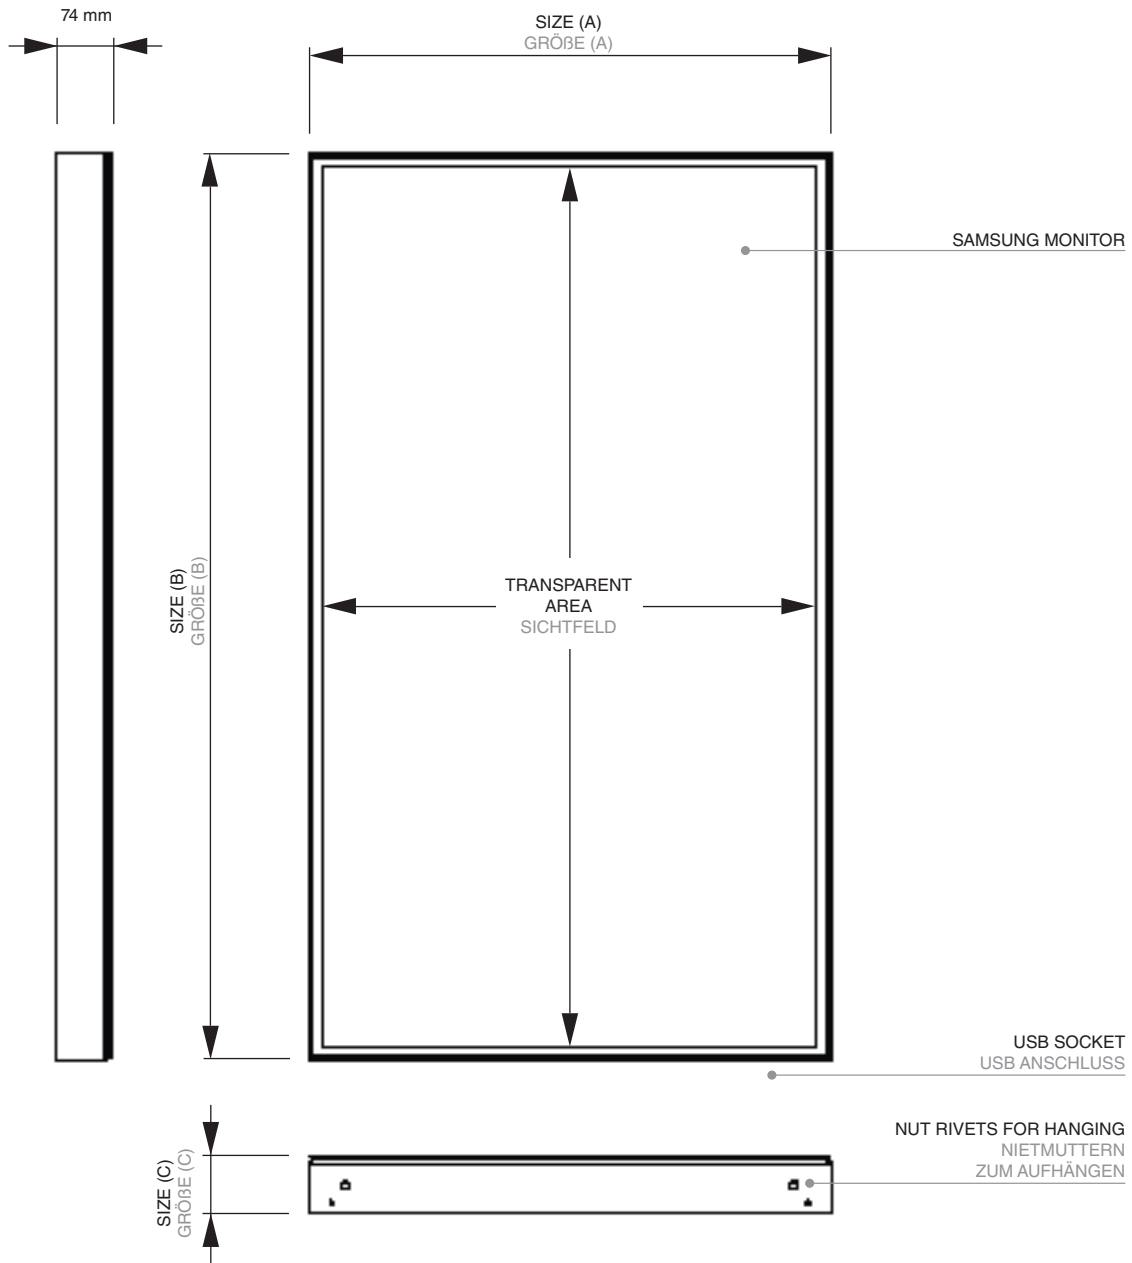 74 mm
SIZE (A)
GRÖßE (A)
SAMSUNG MONITOR
SIZE (B)
GRÖßE (B)
TRANSPARENT
AREA
SICHTFELD
USB SOCKET
USB ANSCHLUSS
NUT RIVETS FOR HANGING
NIETMUTTERN
ZUM AUFHÄNGEN
SIZE (C)
GRÖßE (C)